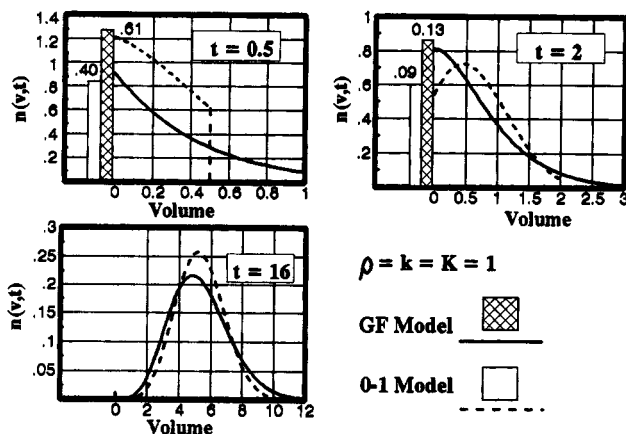 n(v,t)
1.4
1.2
1
.8
.6
.4
.2
.61
.40
t = 0.5
0 0.2 0.4 0.6 0.8 1
Volume
n(v,t)
1
.8
.6
.4
.2
0.13
.09
t = 2
0 0.5 1.0 1.5 2.0 2.5 3
Volume
n(v,t)
.3
.25
.2
.15
.1
.05
t = 16
0 2 4 6 8 10 12
Volume
ρ = k = K = 1
GF Model
0-1 Model